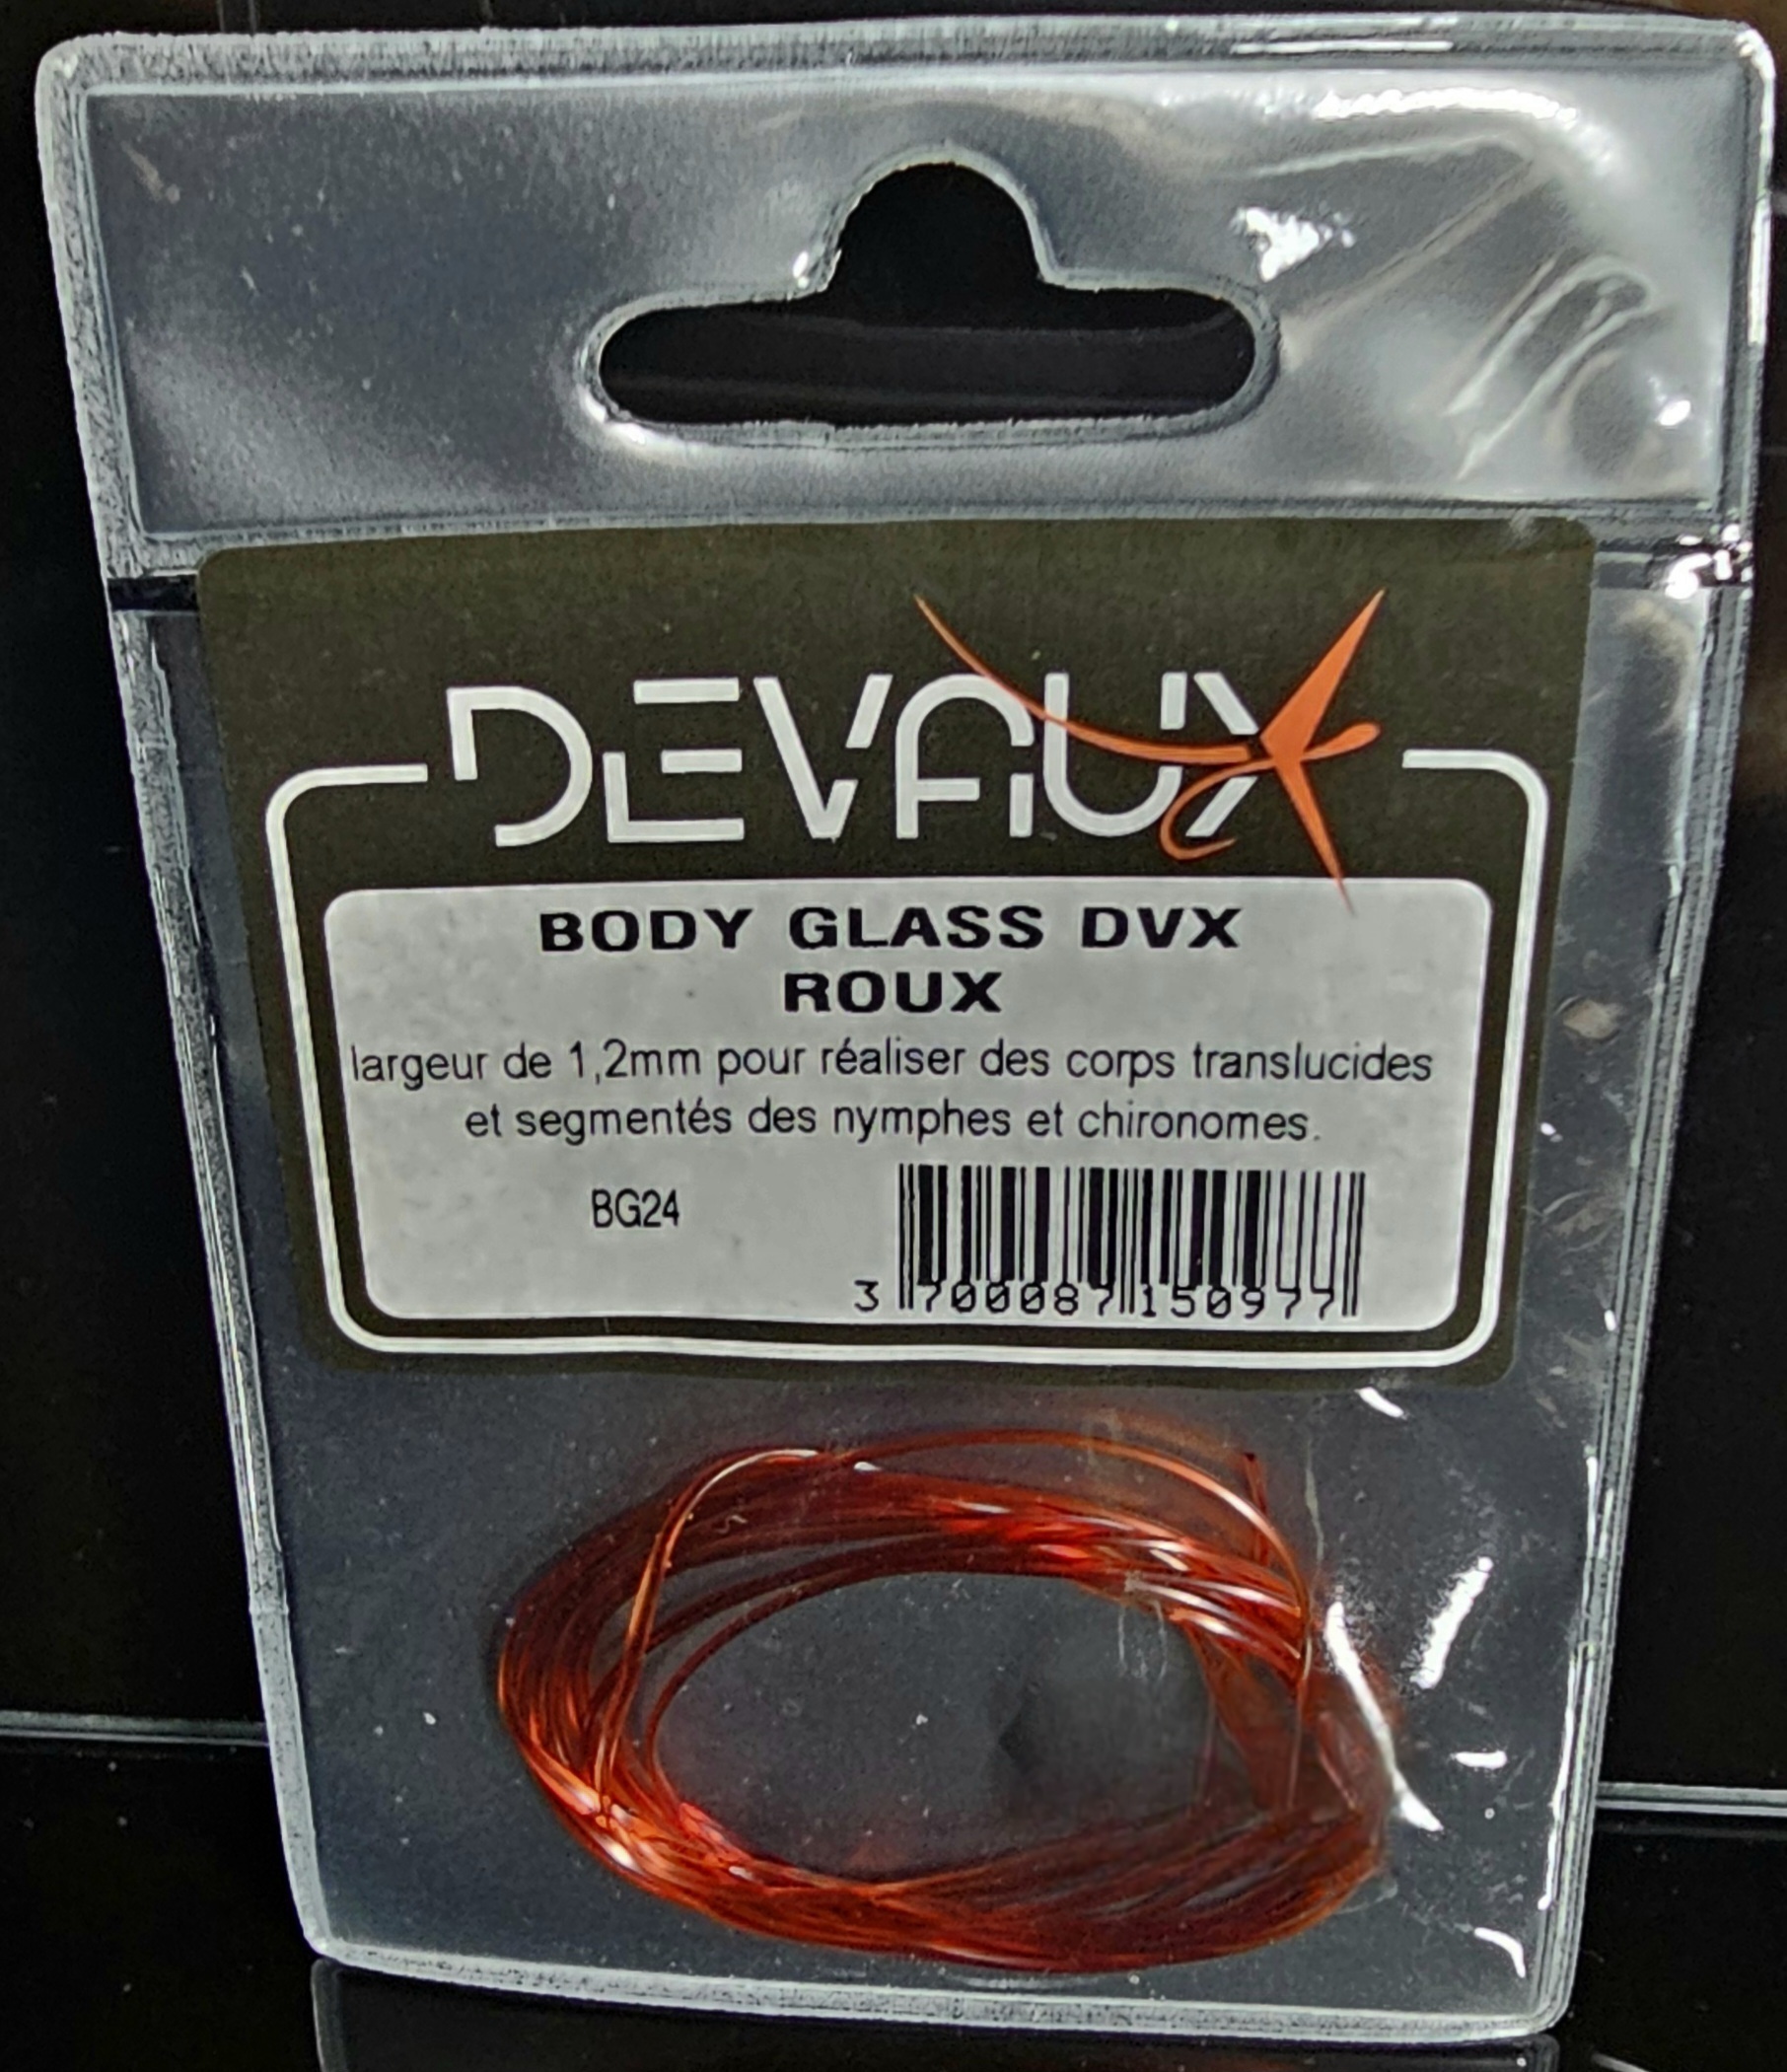 DEVAUX
BODY GLASS DVX
ROUX
largeur de 1,2mm pour réaliser des corps translucides
et segmentés des nymphes et chironomes.
BG24
3 700087 150977